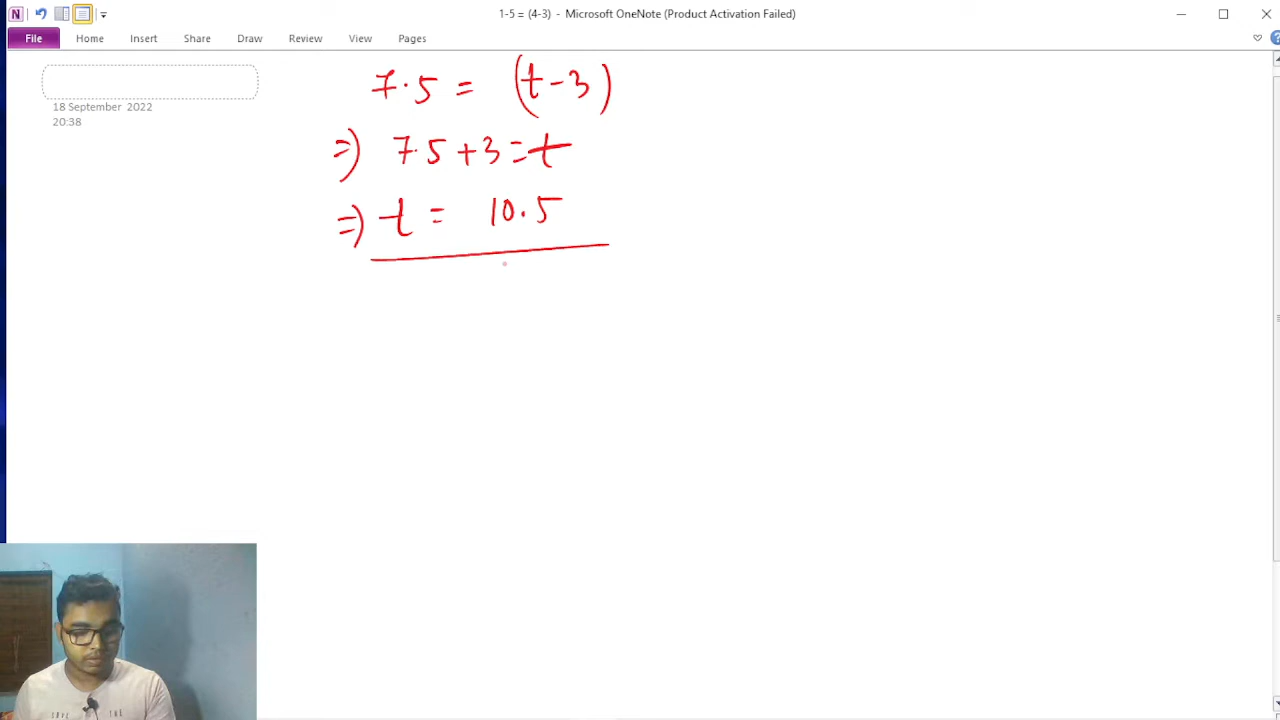 1-5 = (4-3) - Microsoft OneNote (Product Activation Failed)
File Home Insert Share Draw Review View Pages
18 September 2022
20:38
7.5 = (t-3)
⇒ 7.5+3=t
⇒ t = 10.5